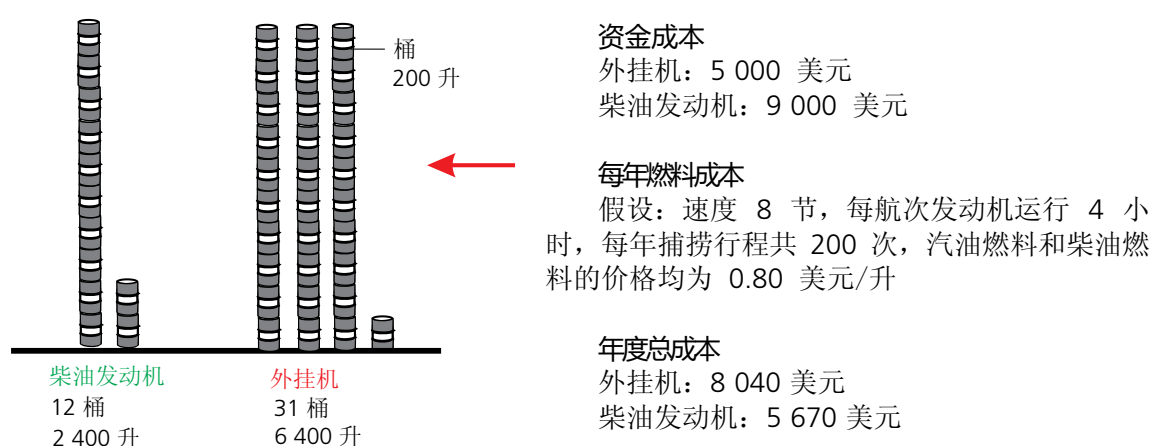 桶
200 升
柴油发动机
12 桶
2 400 升
外挂机
31 桶
6 400 升
资金成本
外挂机：5 000 美元
柴油发动机：9 000 美元
每年燃料成本
假设：速度 8 节，每航次发动机运行 4 小
时，每年捕捞行程共 200 次，汽油燃料和柴油燃
料的价格均为 0.80 美元/升
年度总成本
外挂机：8 040 美元
柴油发动机：5 670 美元